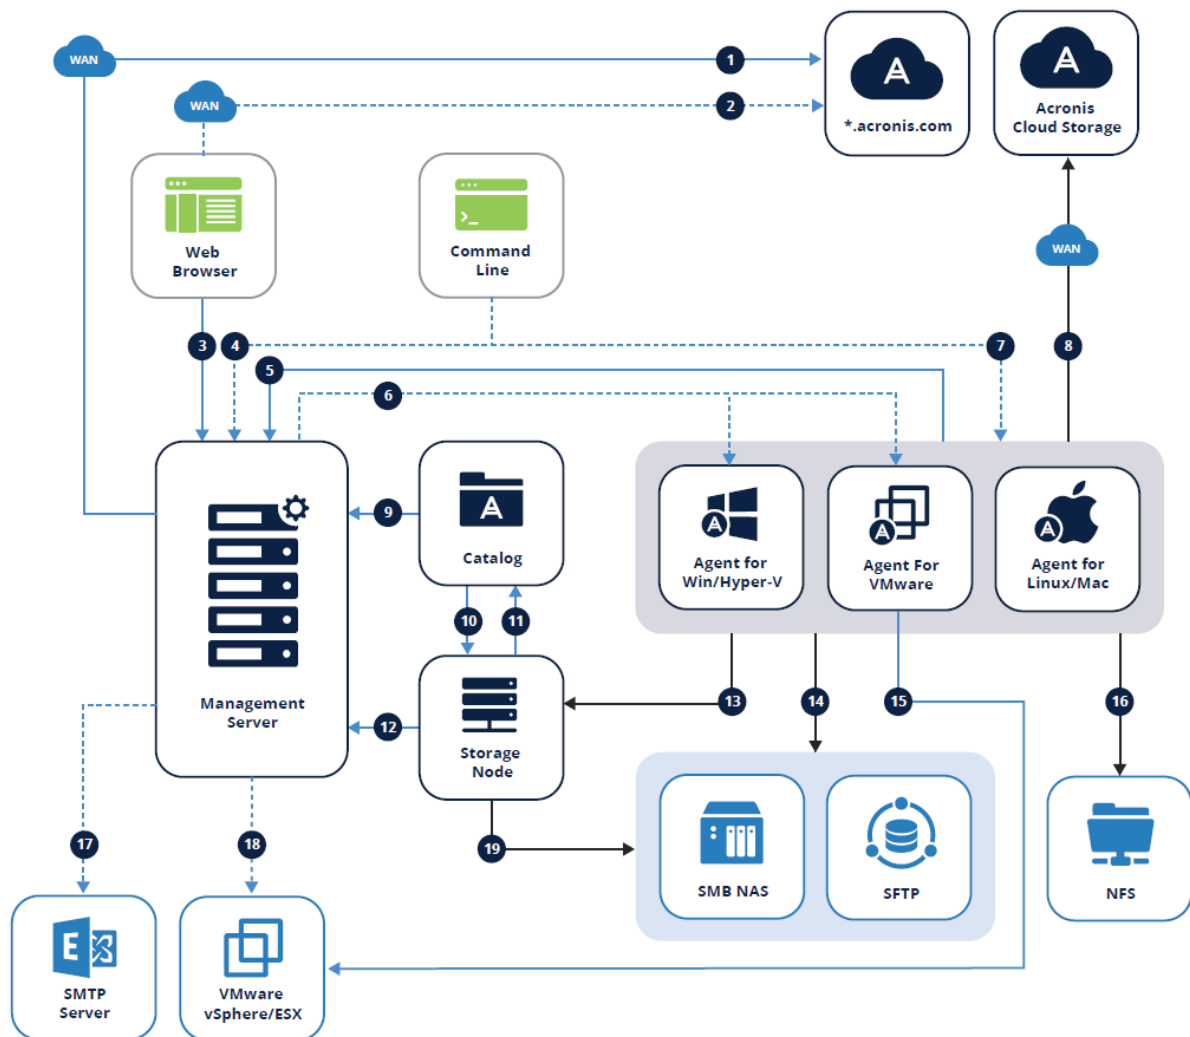 WAN
1
WAN
2
*.acronis.com
Acronis
Cloud Storage
Web
Browser
Command
Line
WAN
3
4
5
6
7
8
9
Catalog
Agent for
Win/Hyper-V
Agent For
VMware
Agent for
Linux/Mac
10
11
Management
Server
12
Storage
Node
13
14
15
16
17
18
19
SMB NAS
SFTP
NFS
E
SMTP
Server
VMware
vSphere/ESX